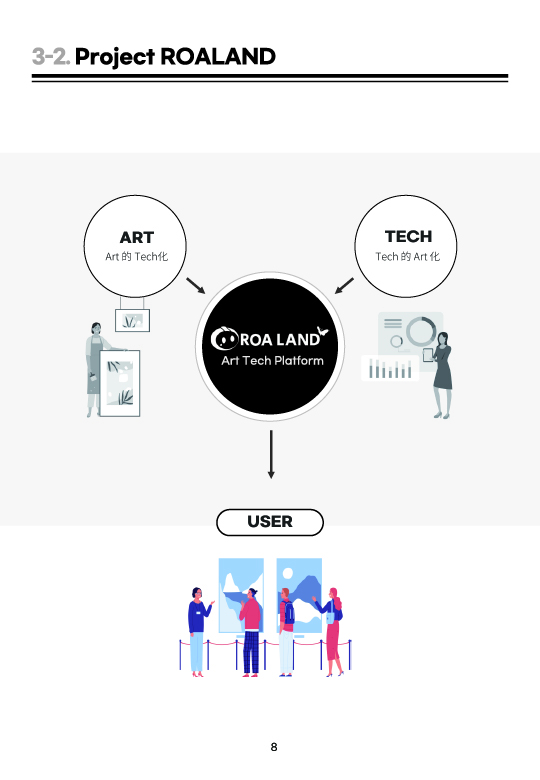 3-2. Project ROALAND
ART
Art 的 Tech化
TECH
Tech 的 Art 化
ROA LAND
Art Tech Platform
USER
8